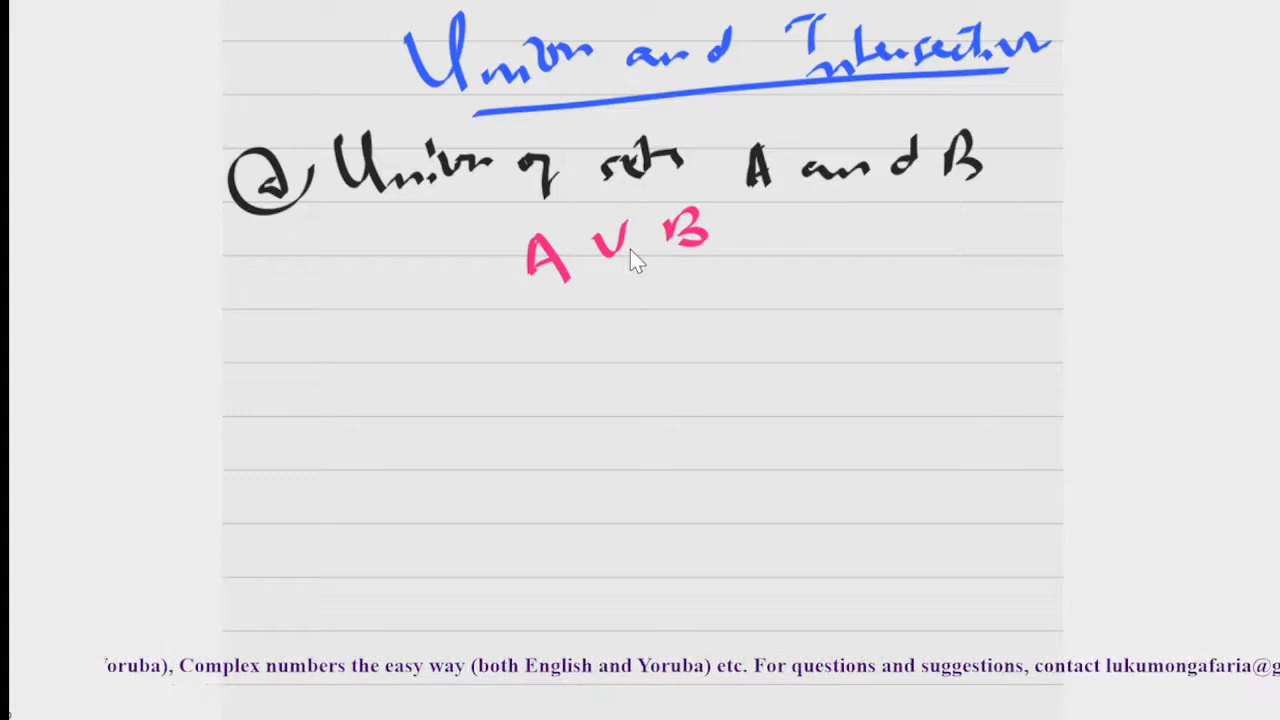 Union and Intersection
(a) Union of sets A and B
A ∪ B
Yoruba), Complex numbers the easy way (both English and Yoruba) etc. For questions and suggestions, contact lukumongafaria@g